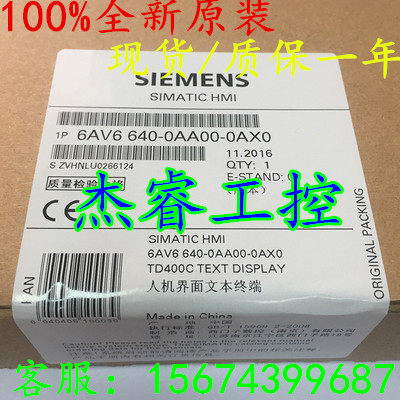 100%全新原装
现货/质保一年
SIEMENS
SIMATIC HMI
1P 6AV6 640-0AA00-0AX0
S ZVHNLU0266124
11.2016
QTY: 1
E-STAND:
质量检验
CE
杰睿工控
ORIGINAL PACKING
SIMATIC HMI
6AV6 640-0AA00-0AX0
TD400C TEXT DISPLAY
人机界面文本终端
EAN
Made in China
客服：15674399687